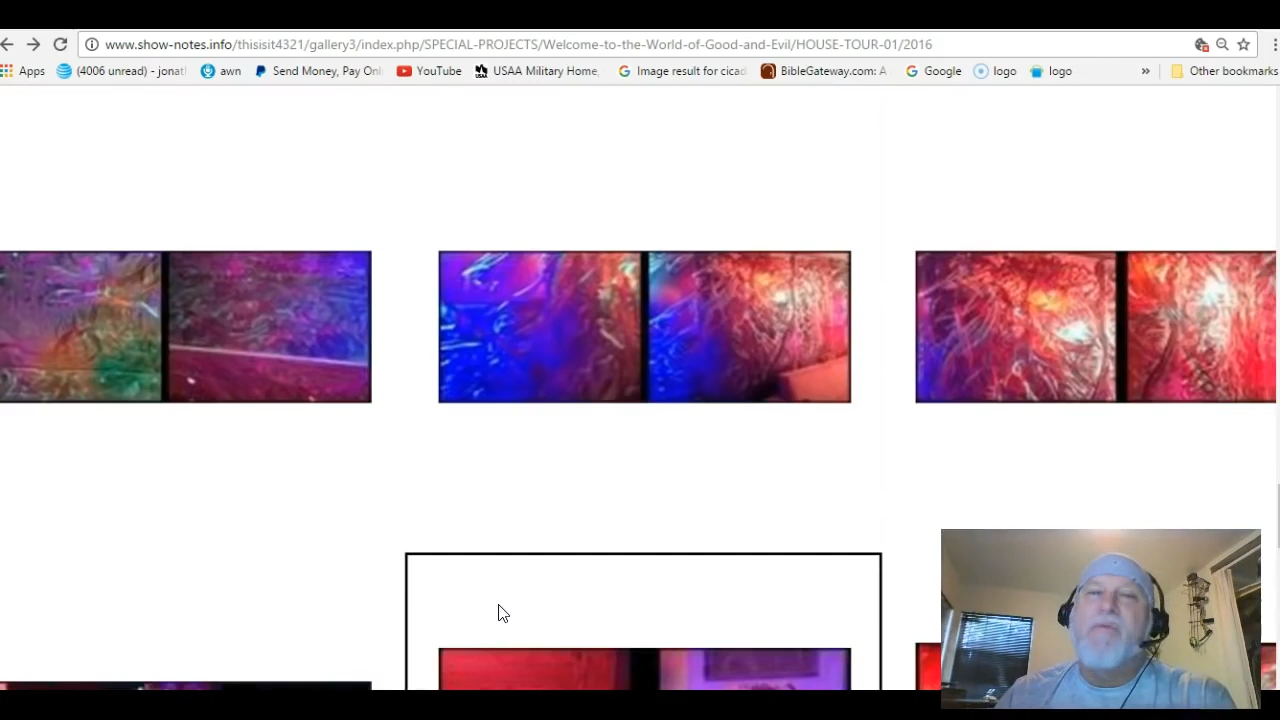 www.show-notes.info/thisisit4321/gallery3/index.php/SPECIAL-PROJECTS/Welcome-to-the-World-of-Good-and-Evil/HOUSE-TOUR-01/2016
Apps (4006 unread) - jonatl awn Send Money, Pay Onl YouTube USAA Military Home, Image result for cicad BibleGateway.com: A Google logo logo » Other bookmarks